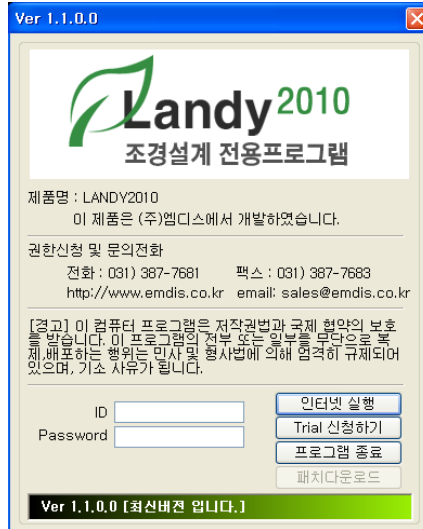 Ver 1.1.0.0
Landy 2010
조경설계 전용프로그램
제품명 : LANDY2010
이 제품은 (주)엠디스에서 개발하였습니다.
권한신청 및 문의전화
전화 : 031) 387-7681 팩스 : 031) 387-7683
http://www.emdis.co.kr email: sales@emdis.co.kr
[경고] 이 컴퓨터 프로그램은 저작권법과 국제 협약의 보호
를 받습니다. 이 프로그램의 전부 또는 일부를 무단으로 복
제,배포하는 행위는 민사 및 형사법에 의해 엄격히 규제되어
있으며, 기소 사유가 됩니다.
ID
Password
인터넷 실행
Trial 신청하기
프로그램 종료
패치다운로드
Ver 1.1.0.0 [최신버젼 입니다.]